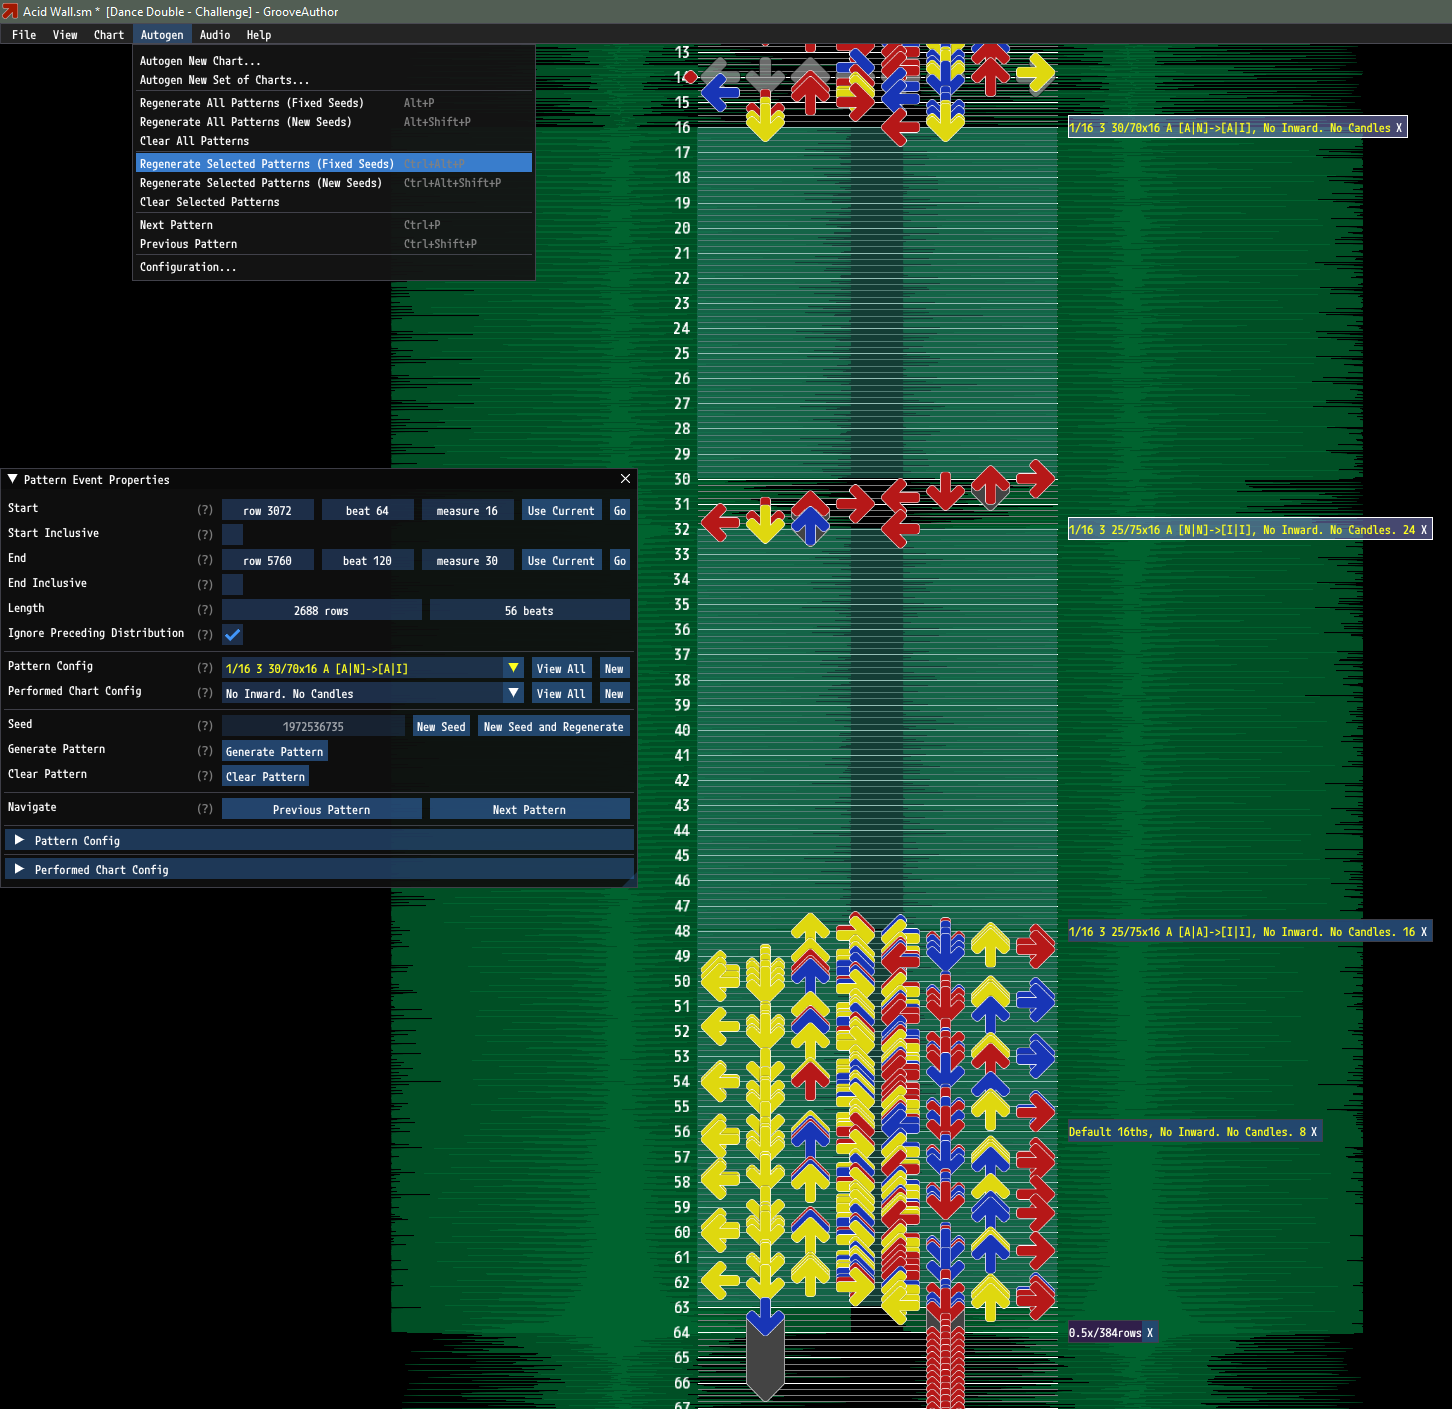 Acid Wall.sm * [Dance Double - Challenge] - GrooveAuthor
File View Chart Autogen Audio Help
Autogen New Chart...
Autogen New Set of Charts...
Regenerate All Patterns (Fixed Seeds) Alt+P
Regenerate All Patterns (New Seeds) Alt+Shift+P
Clear All Patterns
Regenerate Selected Patterns (Fixed Seeds) Ctrl+Alt+P
Regenerate Selected Patterns (New Seeds) Ctrl+Alt+Shift+P
Clear Selected Patterns
Next Pattern Ctrl+P
Previous Pattern Ctrl+Shift+P
Configuration...
Pattern Event Properties
Start (?) row 3072 beat 64 measure 16 Use Current Go
Start Inclusive (?)
End (?) row 5760 beat 120 measure 30 Use Current Go
End Inclusive (?)
Length (?) 2688 rows 56 beats
Ignore Preceding Distribution (?)
Pattern Config (?) 1/16 3 30/70x16 A [A|N]->[A|I] View All New
Performed Chart Config (?) No Inward. No Candles View All New
Seed (?) 1972536735 New Seed New Seed and Regenerate
Generate Pattern (?) Generate Pattern
Clear Pattern (?) Clear Pattern
Navigate (?) Previous Pattern Next Pattern
Pattern Config
Performed Chart Config
13
14
15
16
17
18
19
20
21
22
23
24
25
26
27
28
29
30
31
32
33
34
35
36
37
38
39
40
41
42
43
44
45
46
47
48
49
50
51
52
53
54
55
56
57
58
59
60
61
62
63
64
65
66
67
1/16 3 30/70x16 A [A|N]->[A|I], No Inward. No Candles X
1/16 3 25/75x16 A [N|N]->[I|I], No Inward. No Candles. 24 X
1/16 3 25/75x16 A [A|A]->[I|I], No Inward. No Candles. 16 X
Default 16ths, No Inward. No Candles. 8 X
0.5x/384rows X